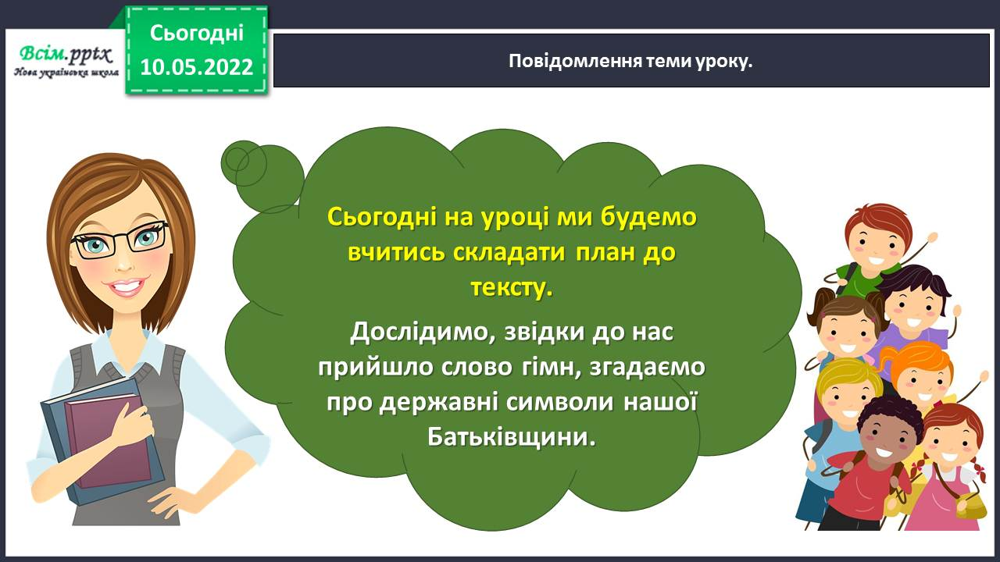 Всім.pptx
Нова українська школа
Сьогодні
10.05.2022
Повідомлення теми уроку.
Сьогодні на уроці ми будемо
вчитись складати план до
тексту.
Дослідимо, звідки до нас
прийшло слово гімн, згадаємо
про державні символи нашої
Батьківщини.